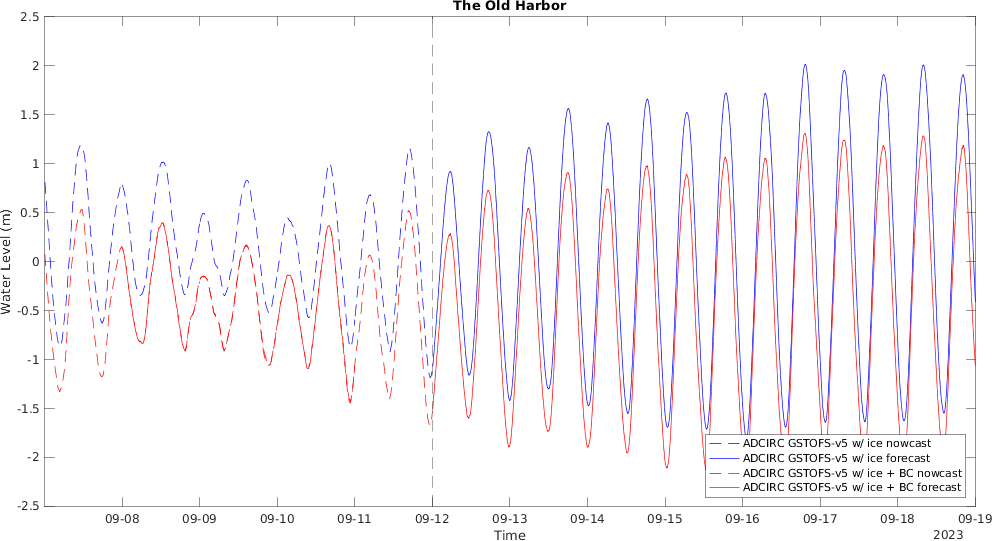 The Old Harbor
2.5
2
1.5
1
0.5
0
-0.5
-1
-1.5
-2
-2.5
Water Level (m)
ADCIRC GSTOFS-v5 w/ ice nowcast
ADCIRC GSTOFS-v5 w/ ice forecast
ADCIRC GSTOFS-v5 w/ ice + BC nowcast
ADCIRC GSTOFS-v5 w/ ice + BC forecast
09-08 09-09 09-10 09-11 09-12 09-13 09-14 09-15 09-16 09-17 09-18 09-19
Time
2023